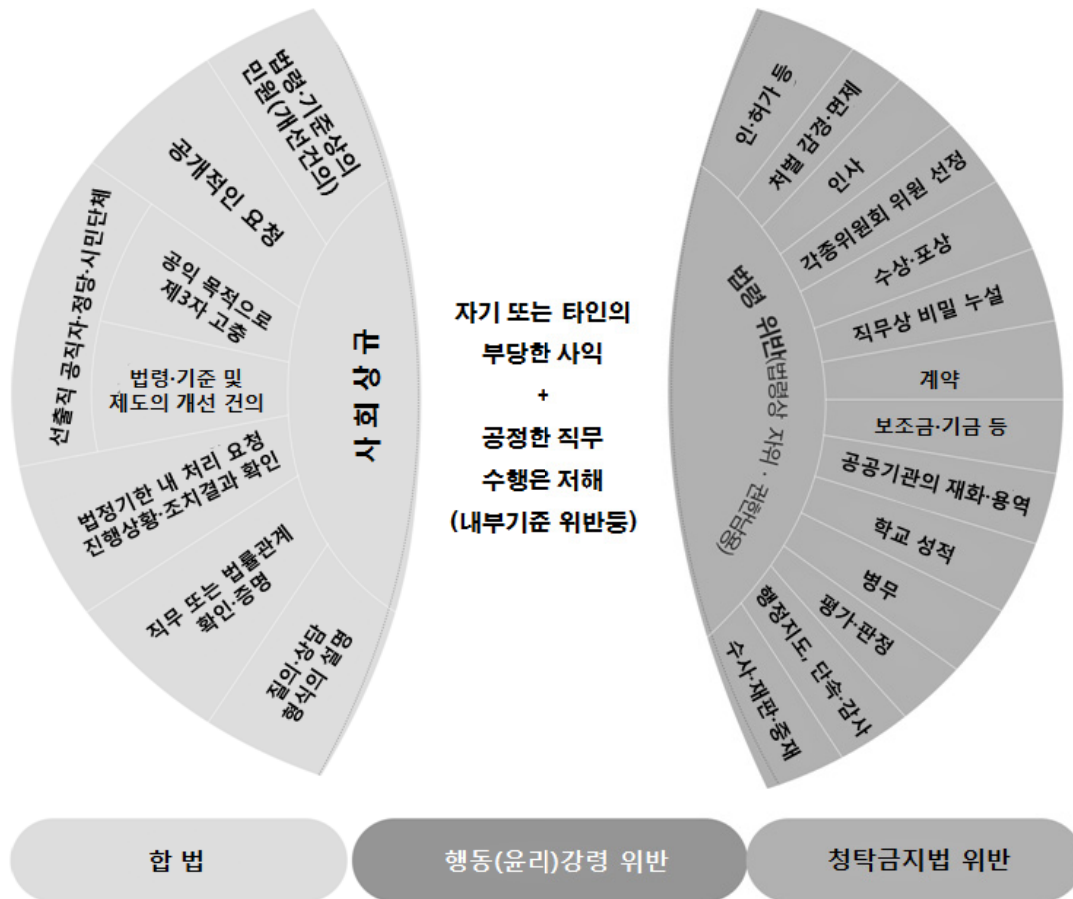 법령·기준상의
민원(개선건의)
공개적인 요청
선출직 공직자·정당·시민단체
공익 목적으로
제3자 고충
법령·기준 및
제도의 개선 건의
법정기한 내 처리 요청
진행상황·조치결과 확인
직무 또는 법률관계
확인·증명
질의·상담
형식의 설명
사회상규
자기 또는 타인의
부당한 사익
+
공정한 직무
수행은 저해
(내부기준 위반등)
법령 위반(법령상 지위·권한남용)
인·허가 등
처벌 감경·면제
인사
각종위원회 위원 선정
수상·포상
직무상 비밀 누설
계약
보조금·기금 등
공공기관의 재화·용역
학교 성적
병무
평가·판정
행정지도, 단속·감사
수사·재판·중재
합 법
행동(윤리)강령 위반
청탁금지법 위반